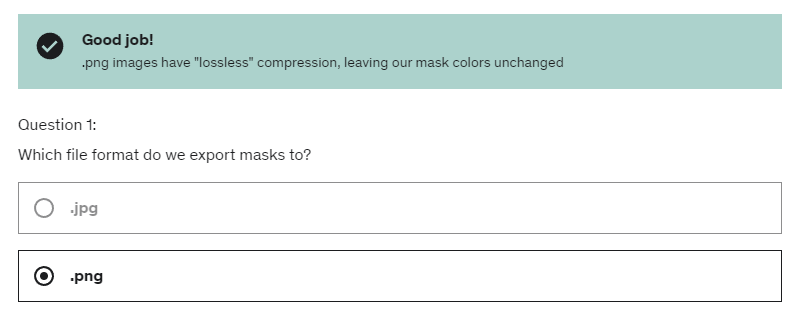 Good job!
.png images have "lossless" compression, leaving our mask colors unchanged
Question 1:
Which file format do we export masks to?
.jpg
.png